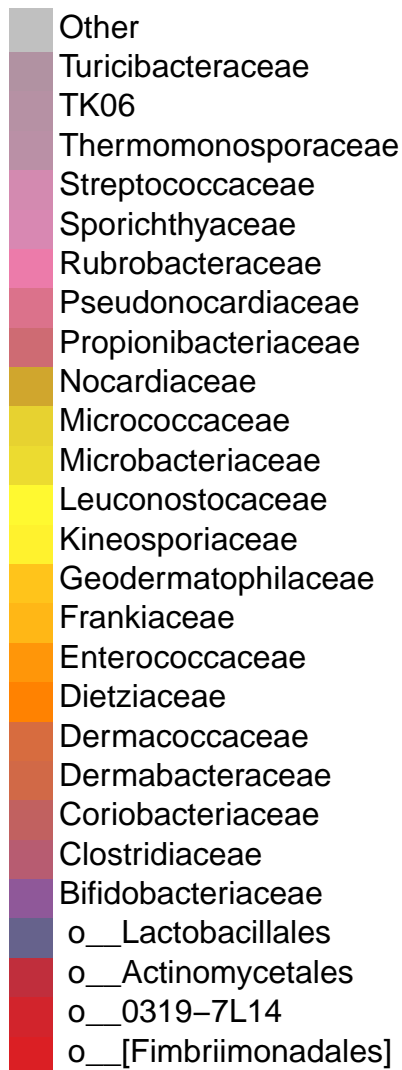 Other
Turicibacteraceae
TK06
Thermomonosporaceae
Streptococcaceae
Sporichthyaceae
Rubrobacteraceae
Pseudonocardiaceae
Propionibacteriaceae
Nocardiaceae
Micrococcaceae
Microbacteriaceae
Leuconostocaceae
Kineosporiaceae
Geodermatophilaceae
Frankiaceae
Enterococcaceae
Dietziaceae
Dermacoccaceae
Dermabacteraceae
Coriobacteriaceae
Clostridiaceae
Bifidobacteriaceae
o__Lactobacillales
o__Actinomycetales
o__0319−7L14
o__[Fimbriimonadales]